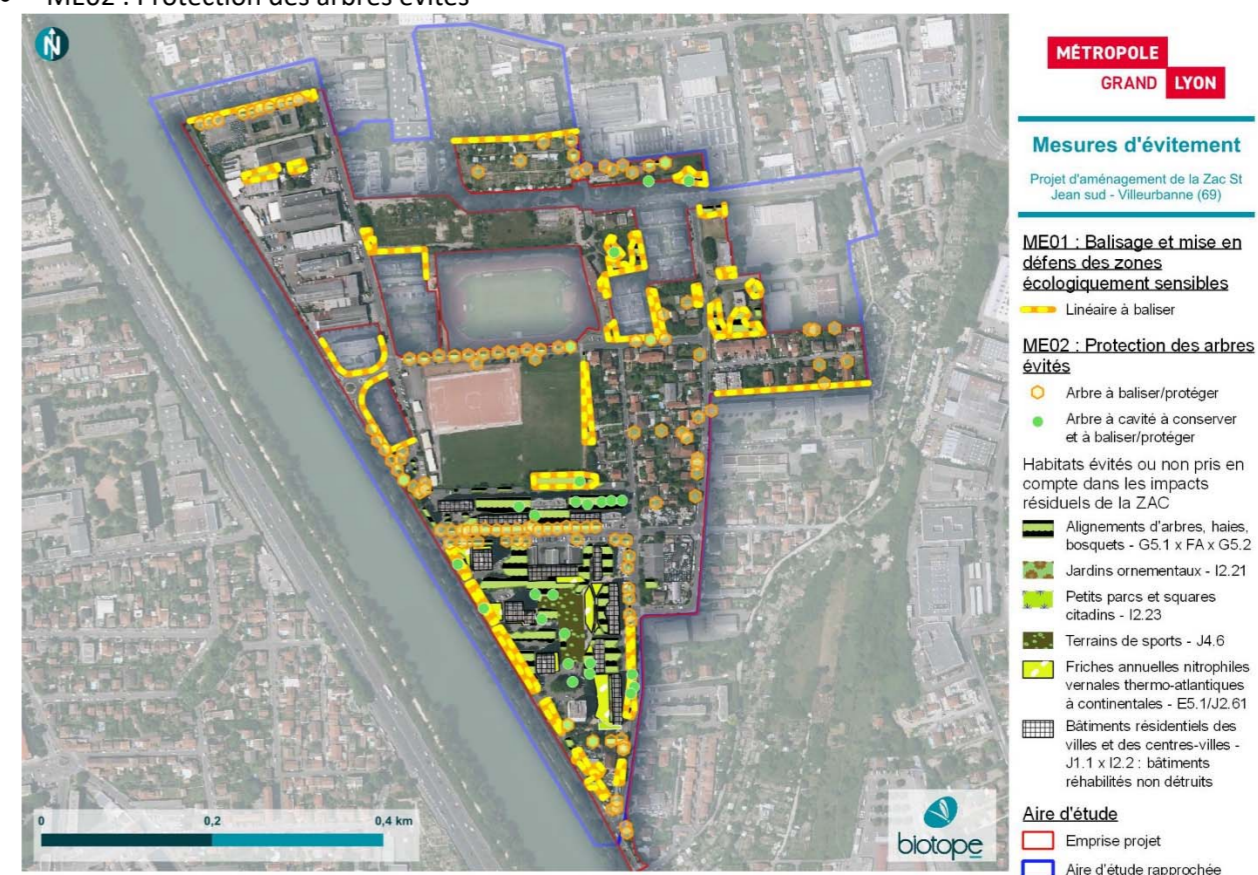 ME02 : Protection des arbres évités
N
MÉTROPOLE
GRAND LYON
Mesures d'évitement
Projet d'aménagement de la Zac St
Jean sud - Villeurbanne (69)
ME01 : Balisage et mise en
défens des zones
écologiquement sensibles
Linéaire à baliser
ME02 : Protection des arbres
évités
Arbre à baliser/protéger
Arbre à cavité à conserver
et à baliser/protéger
Habitats évités ou non pris en
compte dans les impacts
résiduels de la ZAC
Alignements d'arbres, haies,
bosquets - G5.1 x FA x G5.2
Jardins ornementaux - I2.21
Petits parcs et squares
citadins - I2.23
Terrains de sports - J4.6
Friches annuelles nitrophiles
vernales thermo-atlantiques
à continentales - E5.1/J2.61
Bâtiments résidentiels des
villes et des centres-villes -
J1.1 x I2.2 : bâtiments
réhabilités non détruits
Aire d'étude
Emprise projet
Aire d'étude rapprochée
0 0,2 0,4 km
biotope